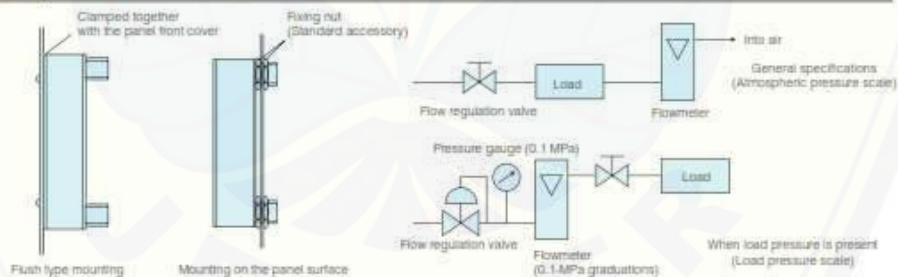 Clamped together
with the panel front cover
Fixing nut
(Standard accessory)
Flush type mounting
Mounting on the panel surface
Into air
Load
General specifications
(Atmospheric pressure scale)
Flow regulation valve
Flowmeter
Pressure gauge (0.1 MPa)
Load
Flow regulation valve
Flowmeter
(0.1-MPa graduations)
When load pressure is present
(Load pressure scale)